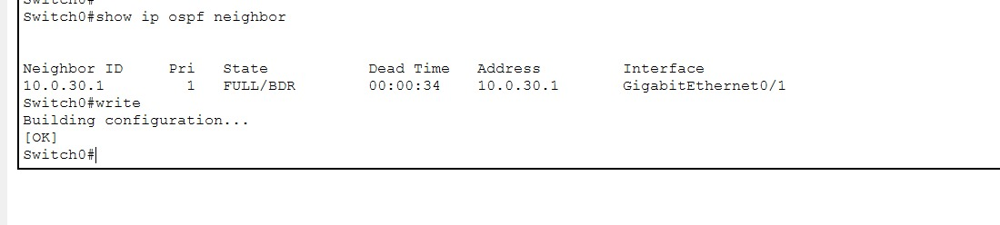 Switch0#show ip ospf neighbor
Neighbor ID     Pri   State           Dead Time   Address         Interface
10.0.30.1         1   FULL/BDR        00:00:34    10.0.30.1       GigabitEthernet0/1
Switch0#write
Building configuration...
[OK]
Switch0#